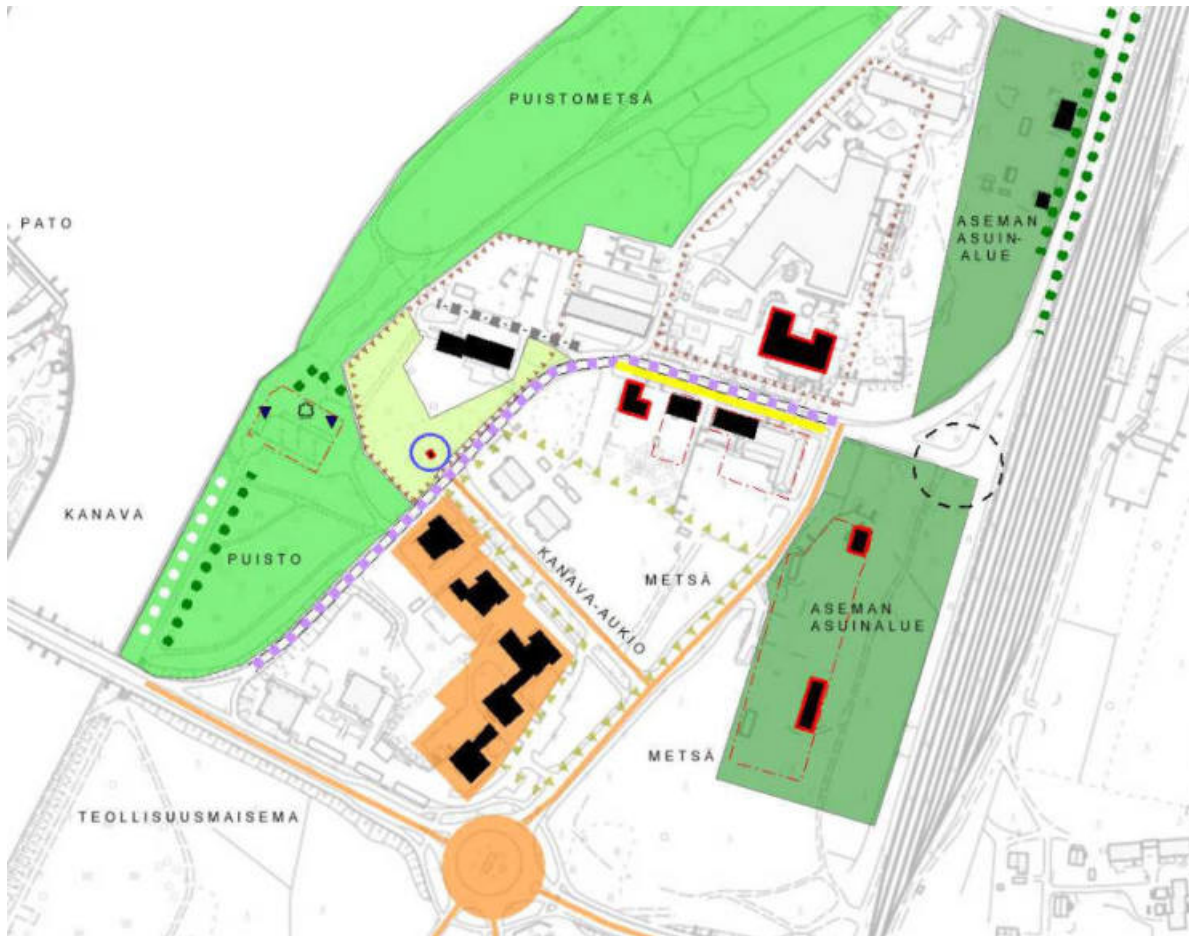 PUISTOMETSÄ
PATO
ASEMAN
ASUIN-
ALUE
KANAVA
PUISTO
KANAVA-AUKIO
METSÄ
ASEMAN
ASUINALUE
METSÄ
TEOLLISUUSMAISEMA